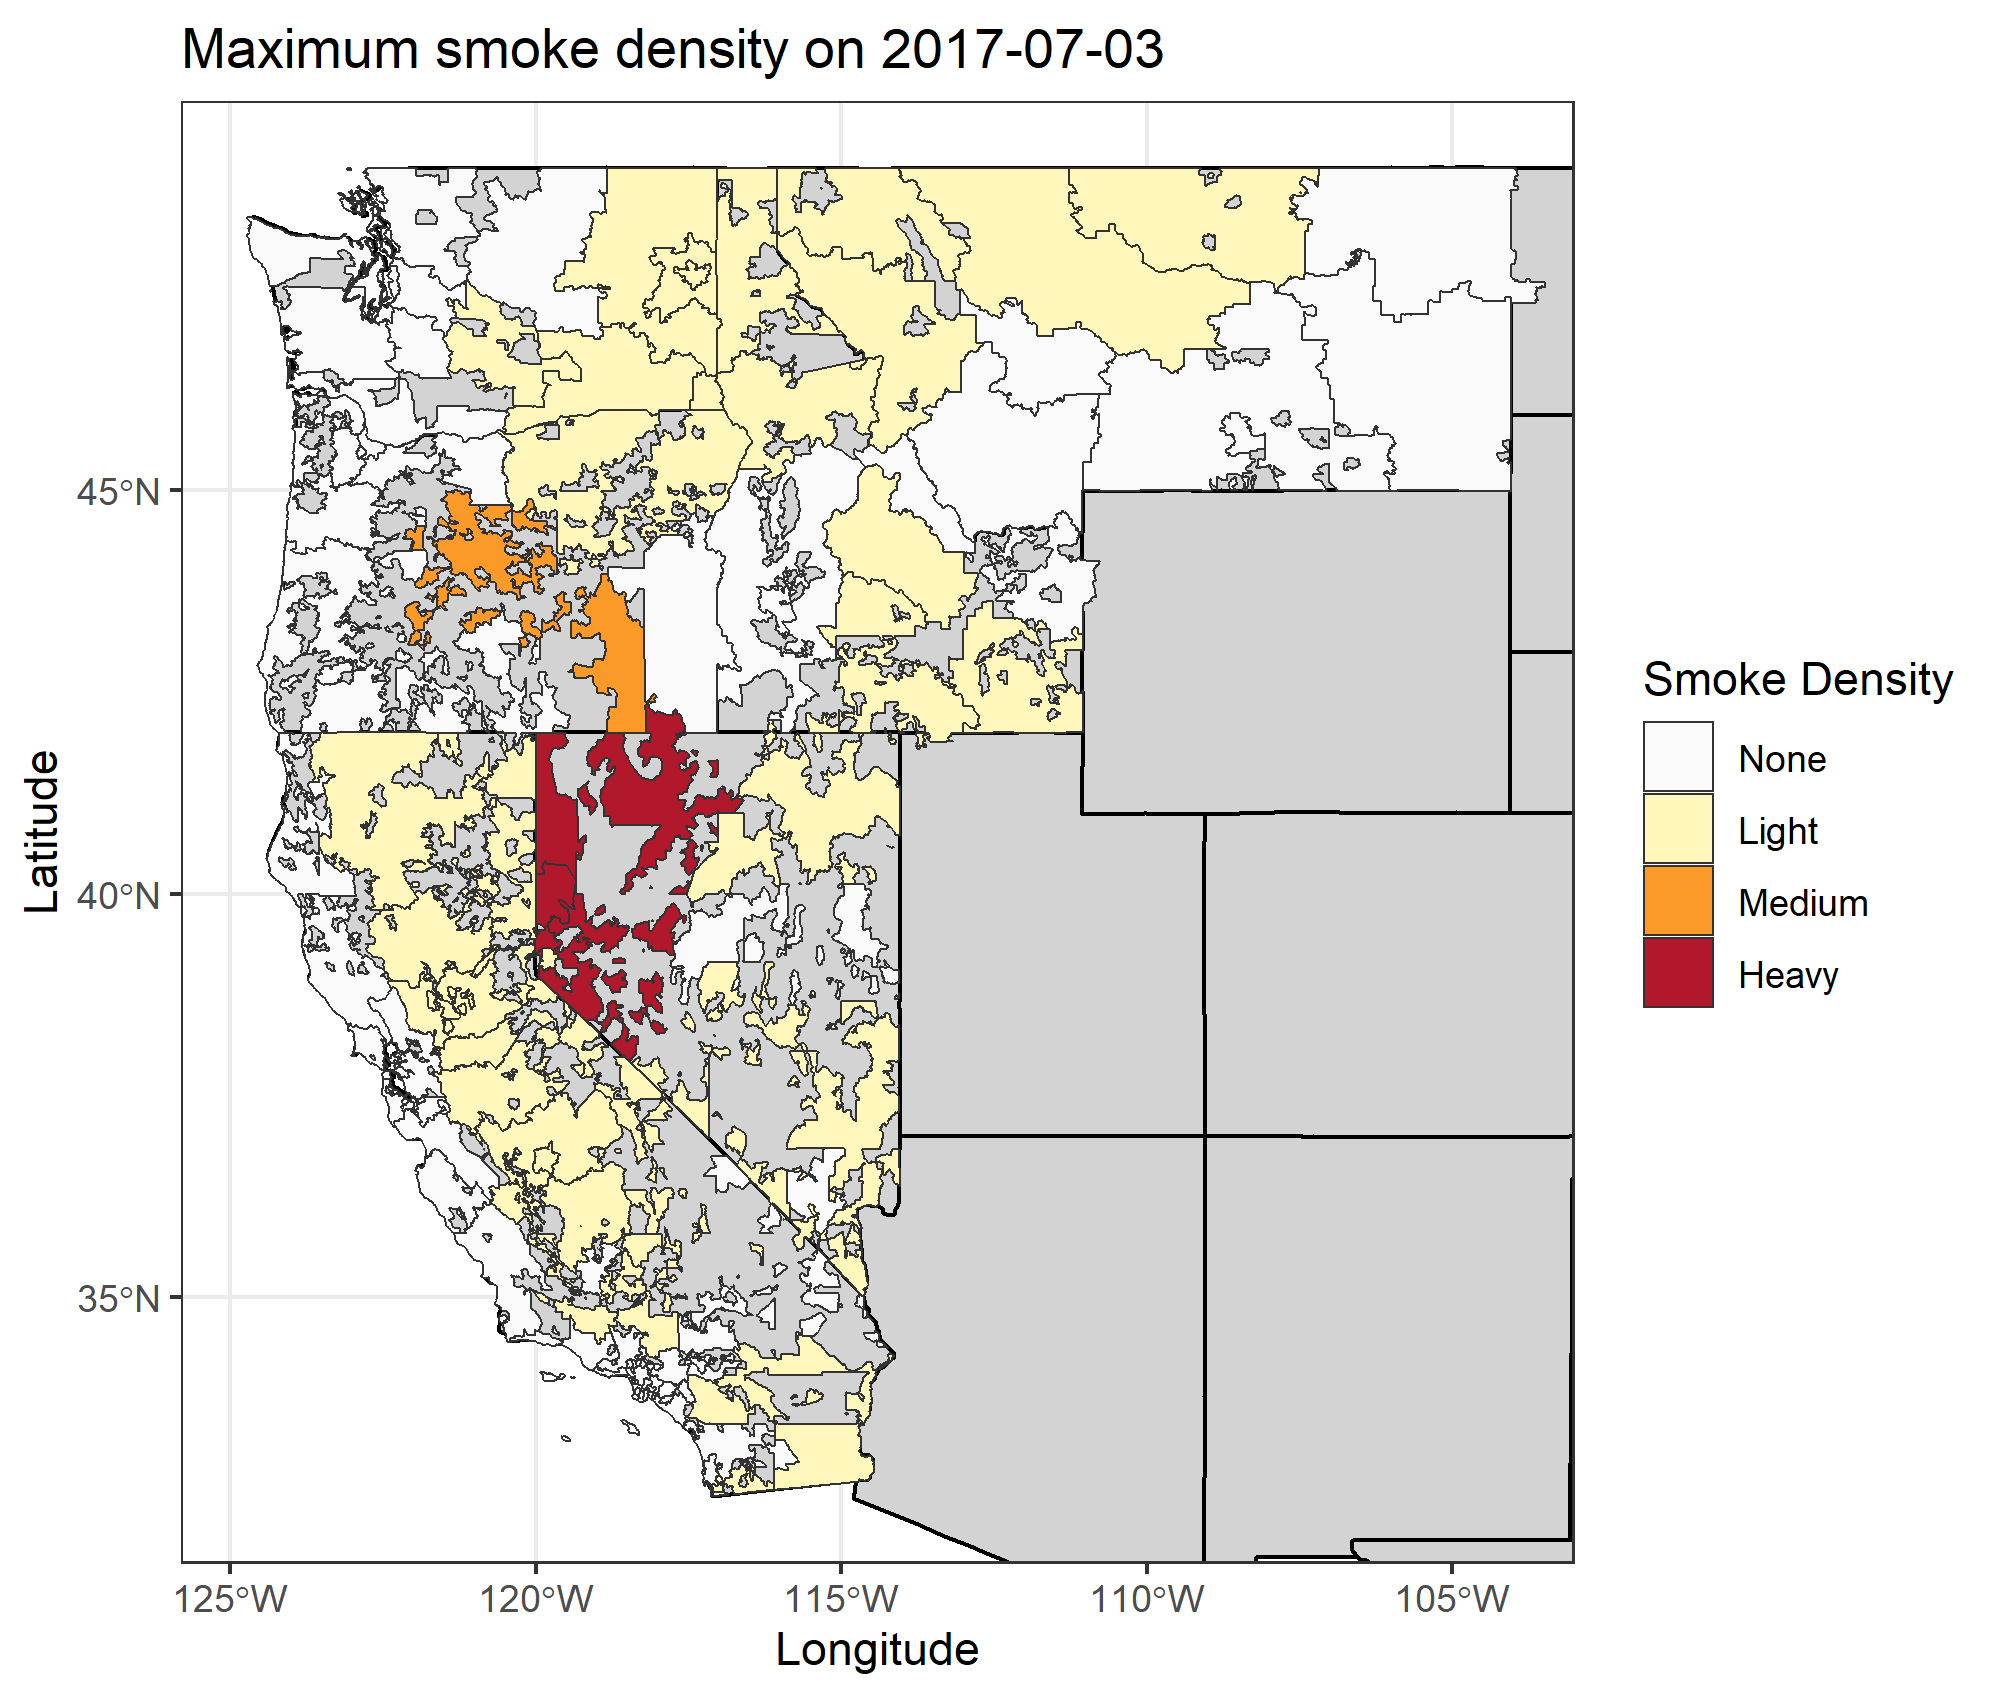 Maximum smoke density on 2017-07-03
45°N
40°N
35°N
Latitude
125°W 120°W 115°W 110°W 105°W
Longitude
Smoke Density
None
Light
Medium
Heavy